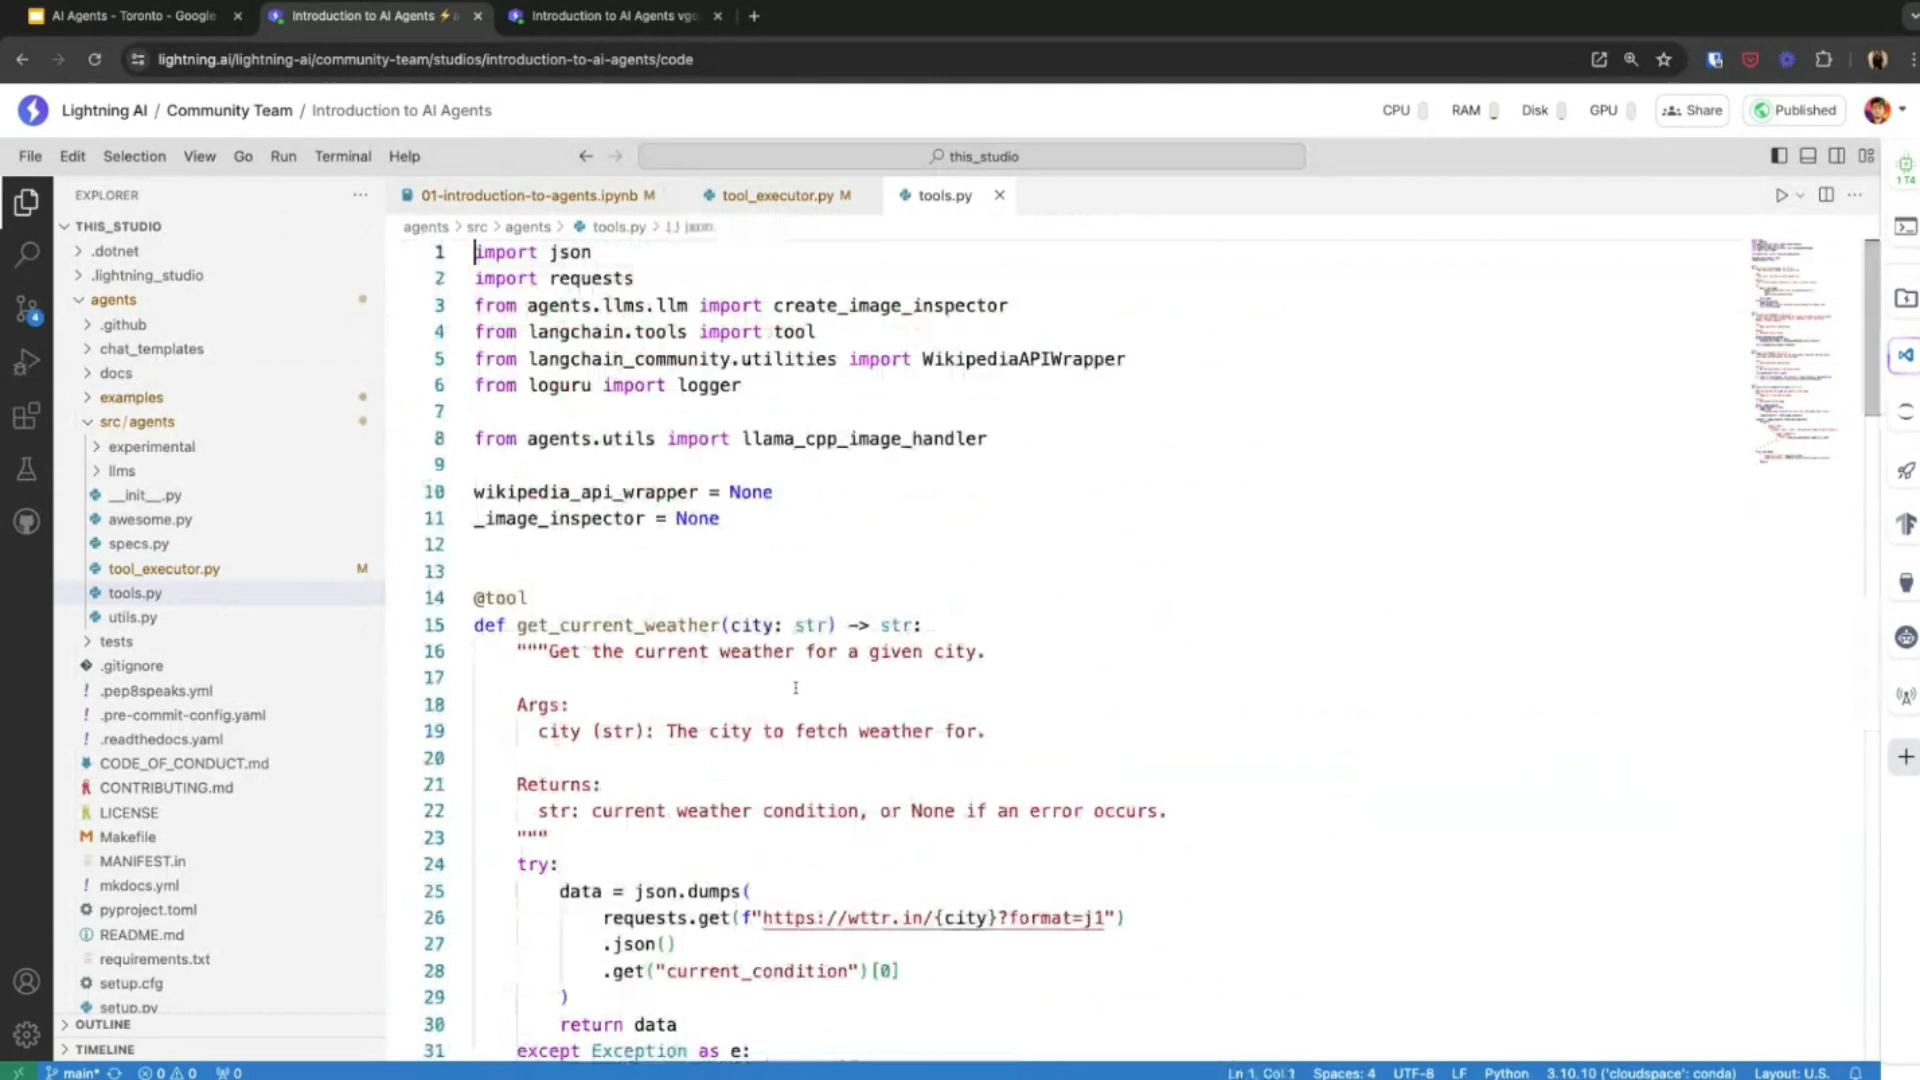 AI Agents - Toronto - Google
Introduction to AI Agents ⚡
Introduction to AI Agents vge
lightning.ai/lightning-ai/community-team/studios/introduction-to-ai-agents/code
Lightning AI / Community Team / Introduction to AI Agents
CPU RAM Disk GPU Share Published
File Edit Selection View Go Run Terminal Help
this_studio
1 T4
EXPLORER
01-introduction-to-agents.ipynb M
tool_executor.py M
tools.py
agents > src > agents > tools.py > {} json
THIS_STUDIO
.dotnet
.lightning_studio
agents
.github
chat_templates
docs
examples
src/agents
experimental
llms
__init__.py
awesome.py
specs.py
tool_executor.py M
tools.py
utils.py
tests
.gitignore
.pep8speaks.yml
.pre-commit-config.yaml
.readthedocs.yaml
CODE_OF_CONDUCT.md
CONTRIBUTING.md
LICENSE
Makefile
MANIFEST.in
mkdocs.yml
pyproject.toml
README.md
requirements.txt
setup.cfg
setup.py
OUTLINE
TIMELINE
4
1 import json
2 import requests
3 from agents.llms.llm import create_image_inspector
4 from langchain.tools import tool
5 from langchain_community.utilities import WikipediaAPIWrapper
6 from loguru import logger
7
8 from agents.utils import llama_cpp_image_handler
9
10 wikipedia_api_wrapper = None
11 _image_inspector = None
12
13
14 @tool
15 def get_current_weather(city: str) -> str:
16 """Get the current weather for a given city.
17
18 Args:
19 city (str): The city to fetch weather for.
20
21 Returns:
22 str: current weather condition, or None if an error occurs.
23 """
24 try:
25 data = json.dumps(
26 requests.get(f"https://wttr.in/{city}?format=j1")
27 .json()
28 .get("current_condition")[0]
29 )
30 return data
31 except Exception as e:
main* 0 0 0
Ln 1, Col 1 Spaces: 4 UTF-8 LF Python 3.10.10 ('cloudspace': conda) Layout: U.S.